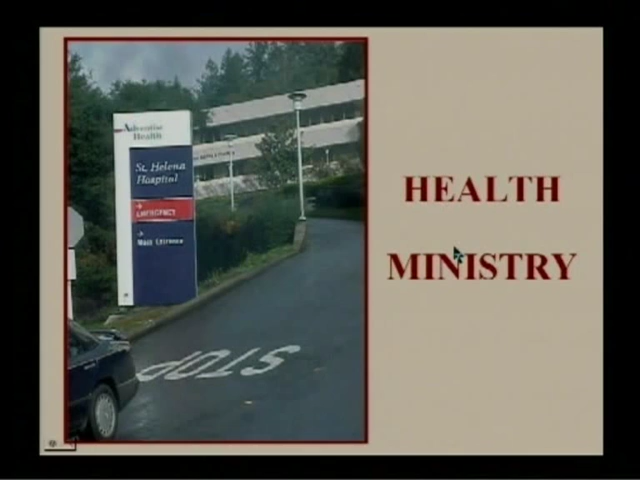 Adventist
Health
St. Helena
Hospital
EMERGENCY
Main Entrance
STOP
HEALTH
MINISTRY